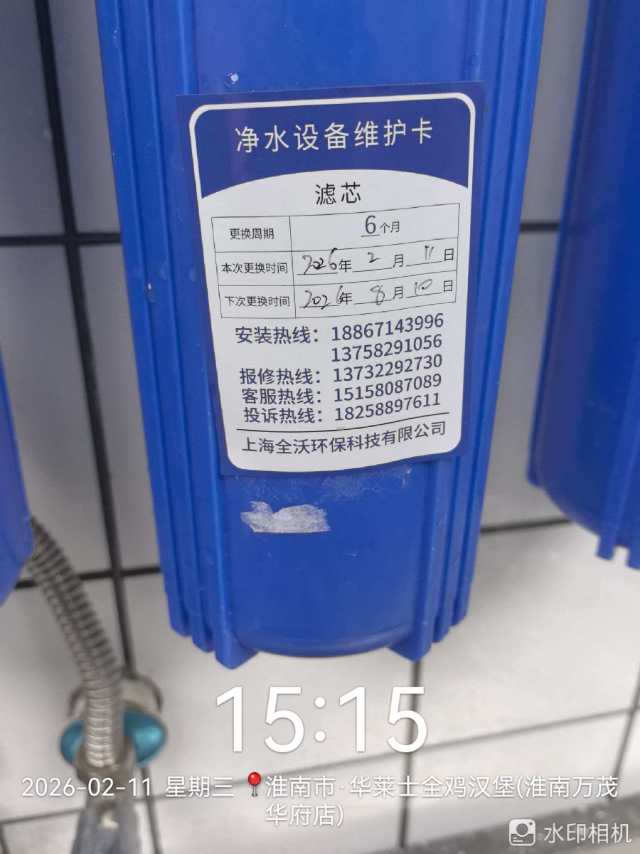 净水设备维护卡
滤芯
更换周期 6个月
本次更换时间 2026年 2 月 11 日
下次更换时间 2026年 8 月 10 日
安装热线：18867143996
13758291056
报修热线：13732292730
客服热线：15158087089
投诉热线：18258897611
上海全沃环保科技有限公司
15:15
2026-02-11 星期三 淮南市·华莱士全鸡汉堡(淮南万茂
华府店)
水印相机